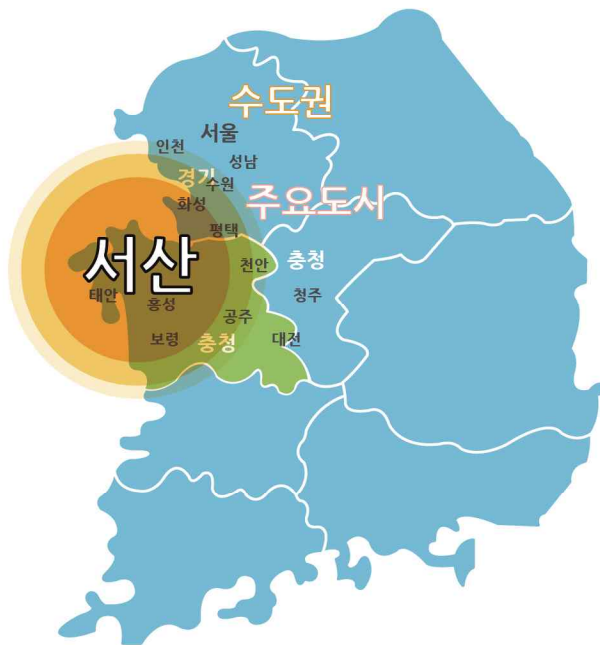 수도권
서울
인천
성남
경기
수원
화성
주요도시
평택
서산
천안
충청
태안
홍성
청주
공주
보령
충청
대전